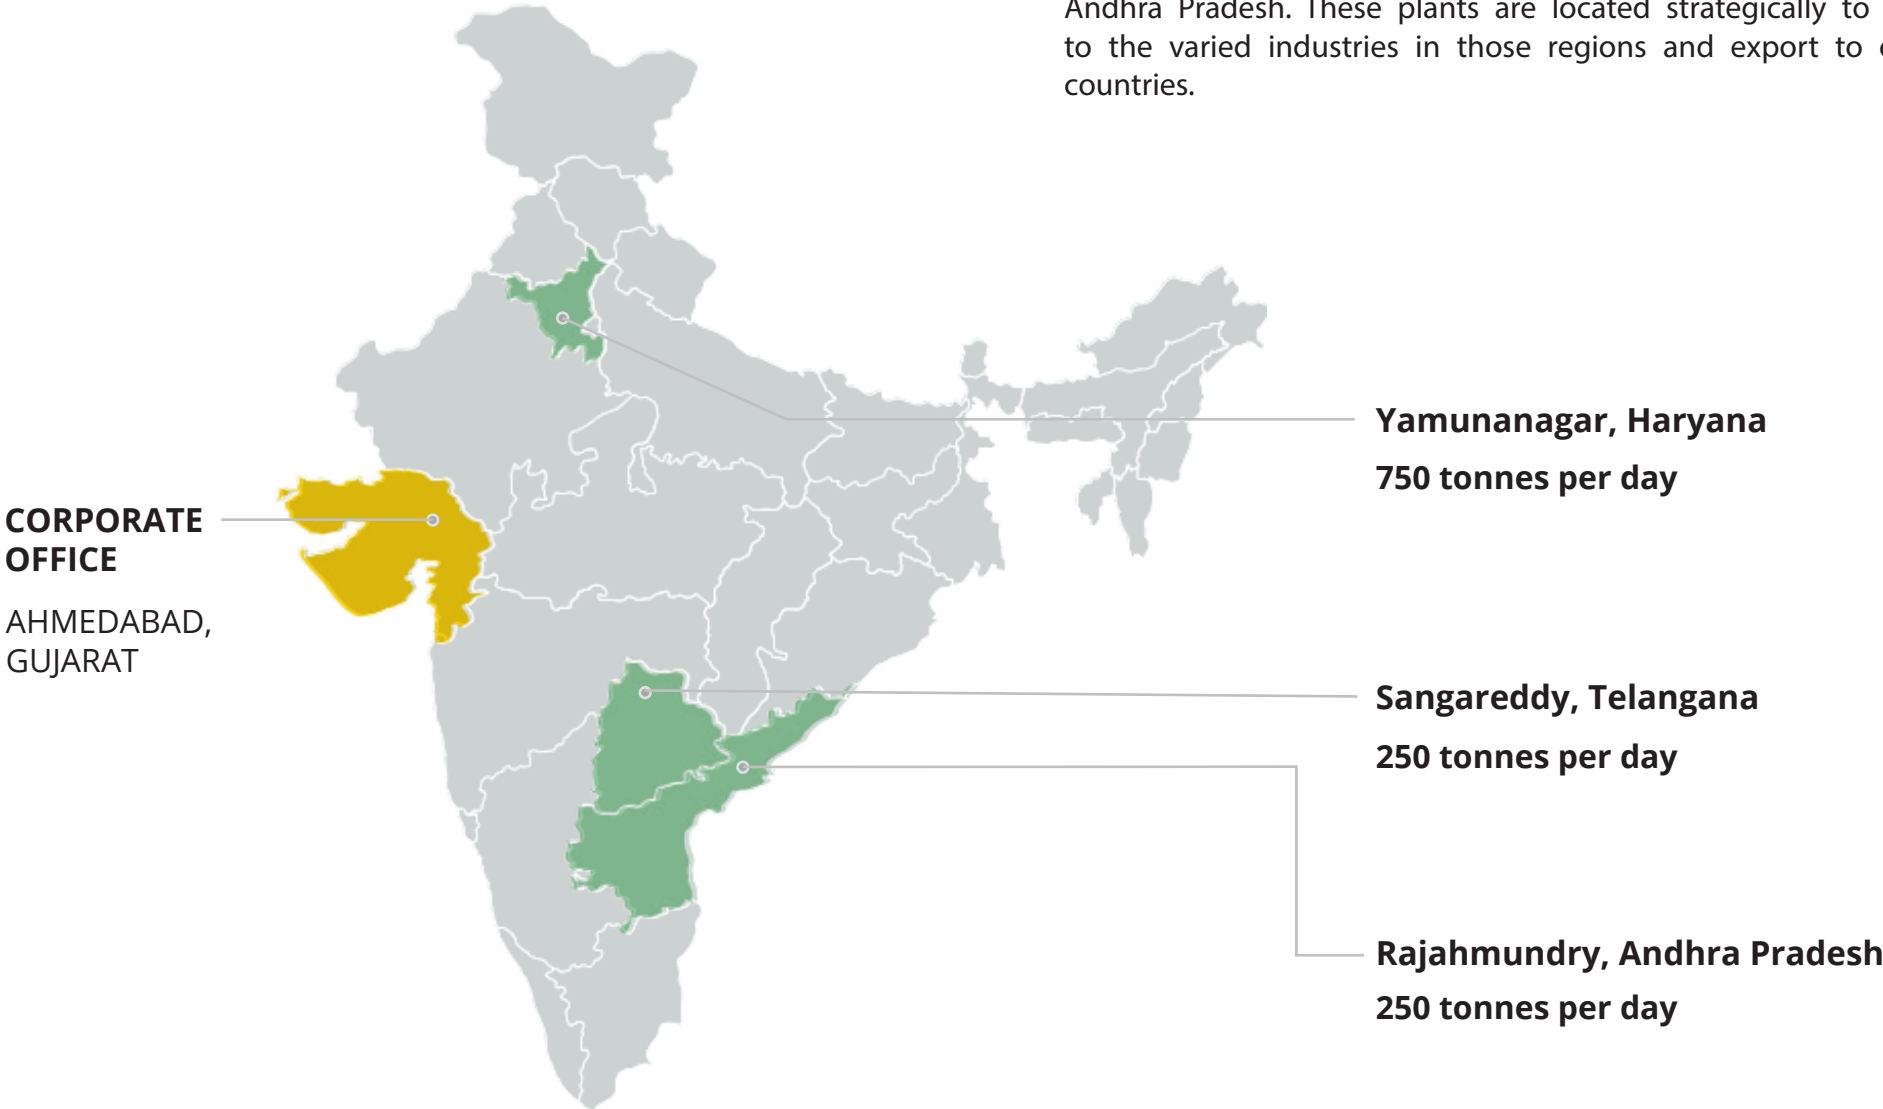 Andhra Pradesh. These plants are located strategically to
to the varied industries in those regions and export to
countries.
Yamunanagar, Haryana
750 tonnes per day
CORPORATE
OFFICE
AHMEDABAD,
GUJARAT
Sangareddy, Telangana
250 tonnes per day
Rajahmundry, Andhra Pradesh
250 tonnes per day